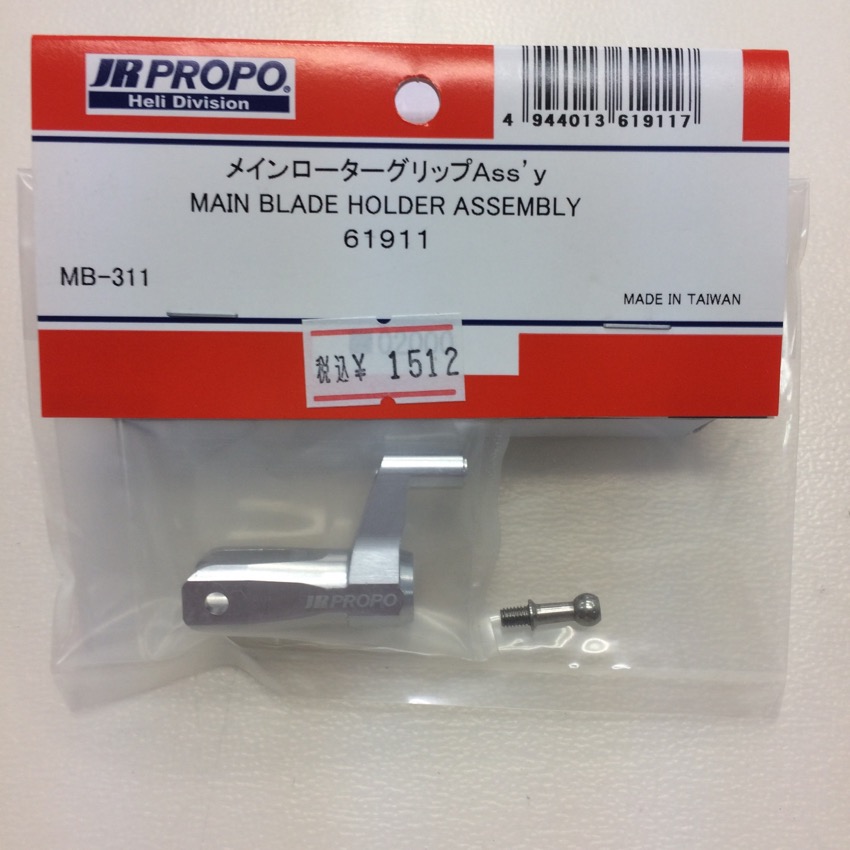 JR PROPO®
Heli Division
4 944013 619117
メインローターグリップAss'y
MAIN BLADE HOLDER ASSEMBLY
61911
MB-311
MADE IN TAIWAN
税込¥ 1512
JR PROPO